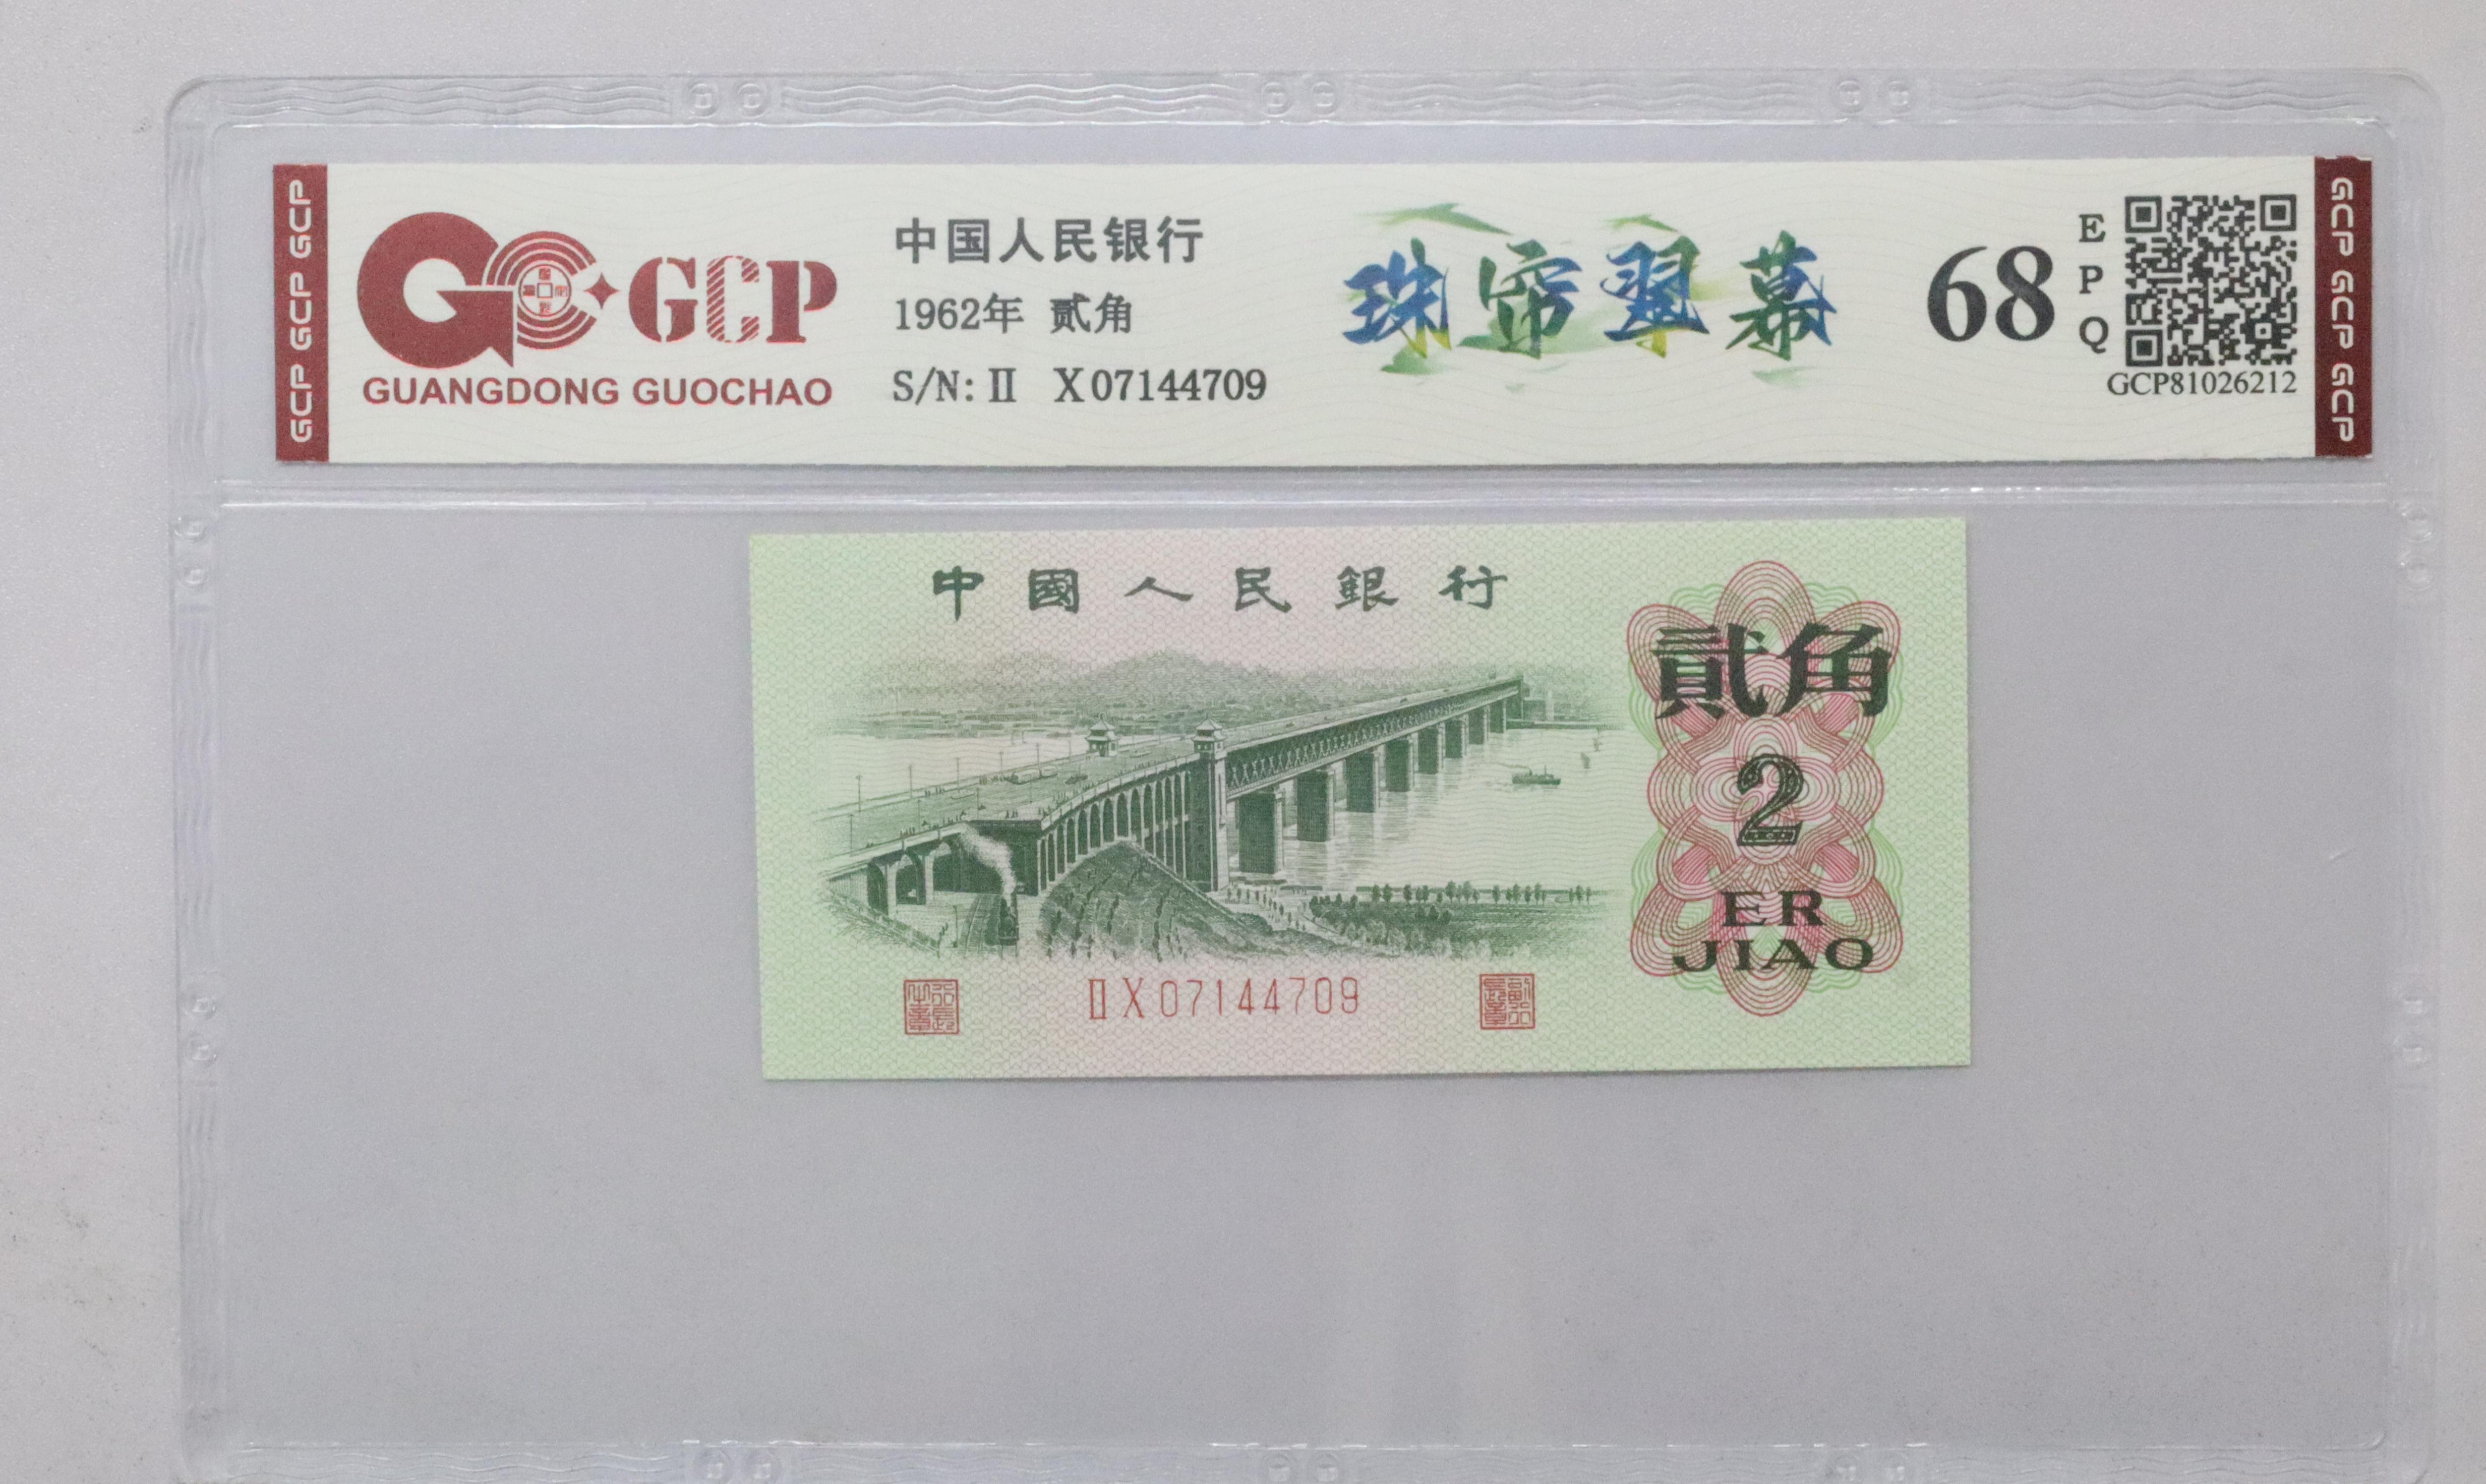 GCP GCP GCP
GCP
GUANGDONG GUOCHAO
中国人民银行
1962年 贰角
S/N: Ⅱ X07144709
珠帘翠幕
68
EPQ
GCP81026212
GCP GCP GCP
中國人民銀行
貳角
2
ER
JIAO
ⅡX07144709